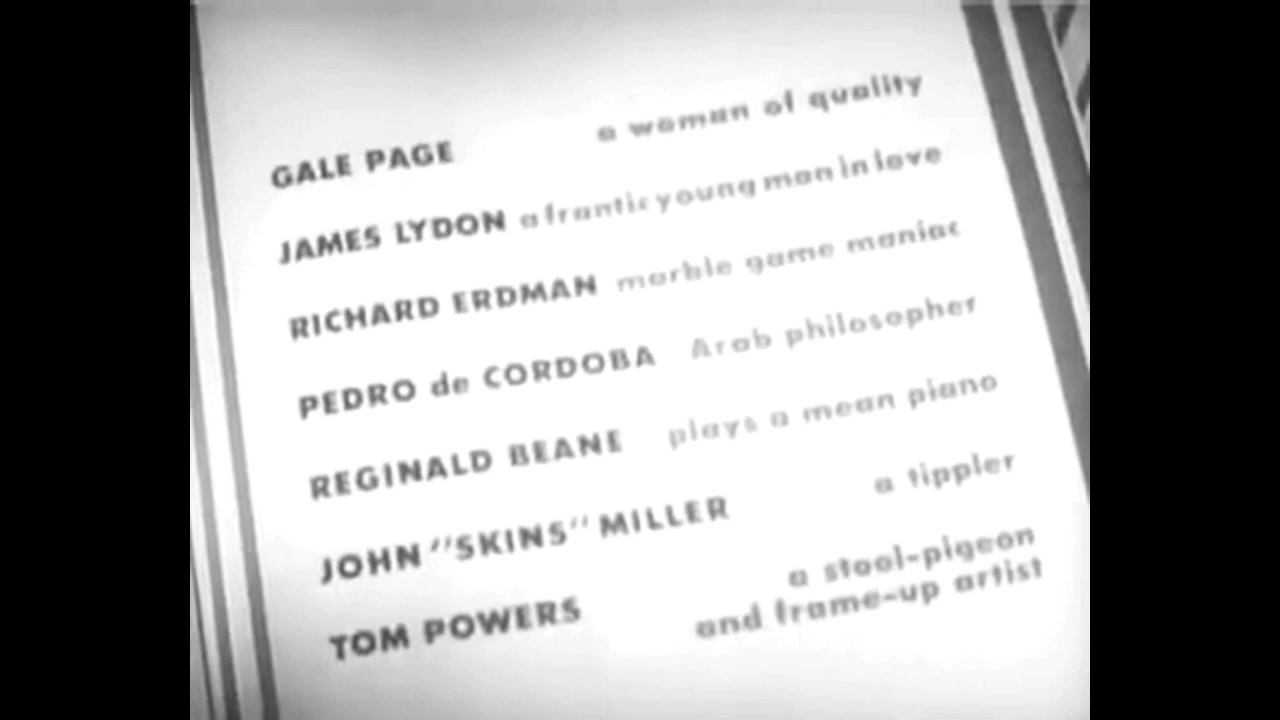 GALE PAGE a woman of quality
JAMES LYDON a frantic young man in love
RICHARD ERDMAN marble game maniac
PEDRO de CORDOBA Arab philosopher
REGINALD BEANE plays a mean piano
JOHN "SKINS" MILLER a tippler
TOM POWERS a stool-pigeon
and frame-up artist